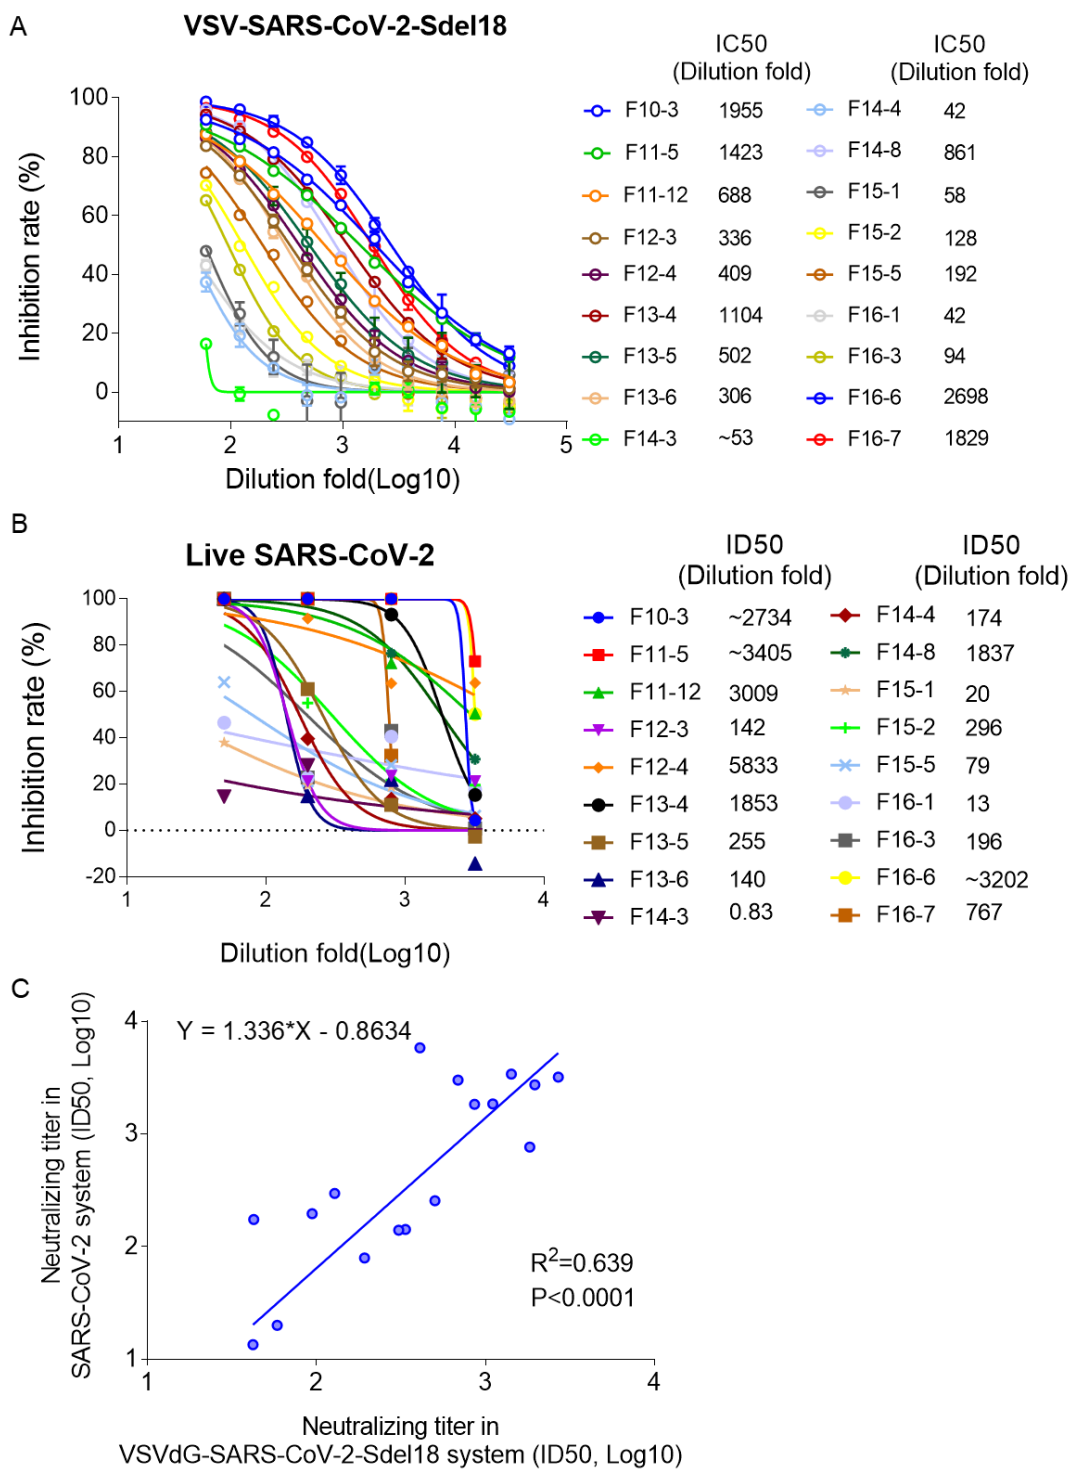 A
VSV-SARS-CoV-2-Sdel18
IC50 IC50
(Dilution fold) (Dilution fold)
100
80
60
40
20
0
Inhibition rate (%)
1 2 3 4 5
Dilution fold(Log10)
F10-3 1955 F14-4 42
F11-5 1423 F14-8 861
F11-12 688 F15-1 58
F12-3 336 F15-2 128
F12-4 409 F15-5 192
F13-4 1104 F16-1 42
F13-5 502 F16-3 94
F13-6 306 F16-6 2698
F14-3 ~53 F16-7 1829
B
Live SARS-CoV-2
ID50 ID50
(Dilution fold) (Dilution fold)
100
80
60
40
20
0
-20
Inhibition rate (%)
1 2 3 4
Dilution fold(Log10)
F10-3 ~2734 F14-4 174
F11-5 ~3405 F14-8 1837
F11-12 3009 F15-1 20
F12-3 142 F15-2 296
F12-4 5833 F15-5 79
F13-4 1853 F16-1 13
F13-5 255 F16-3 196
F13-6 140 F16-6 ~3202
F14-3 0.83 F16-7 767
C
Neutralizing titer in
SARS-CoV-2 system (ID50, Log10)
4
3
2
1
Y = 1.336*X - 0.8634
R2=0.639
P<0.0001
1 2 3 4
Neutralizing titer in
VSVdG-SARS-CoV-2-Sdel18 system (ID50, Log10)